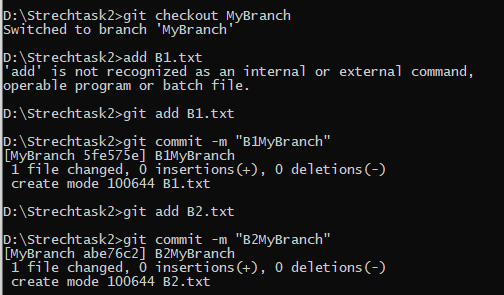 D:\Strechtask2>git checkout MyBranch
Switched to branch 'MyBranch'
D:\Strechtask2>add B1.txt
'add' is not recognized as an internal or external command,
operable program or batch file.
D:\Strechtask2>git add B1.txt
D:\Strechtask2>git commit -m "B1MyBranch"
[MyBranch 5fe575e] B1MyBranch
 1 file changed, 0 insertions(+), 0 deletions(-)
 create mode 100644 B1.txt
D:\Strechtask2>git add B2.txt
D:\Strechtask2>git commit -m "B2MyBranch"
[MyBranch abe76c2] B2MyBranch
 1 file changed, 0 insertions(+), 0 deletions(-)
 create mode 100644 B2.txt